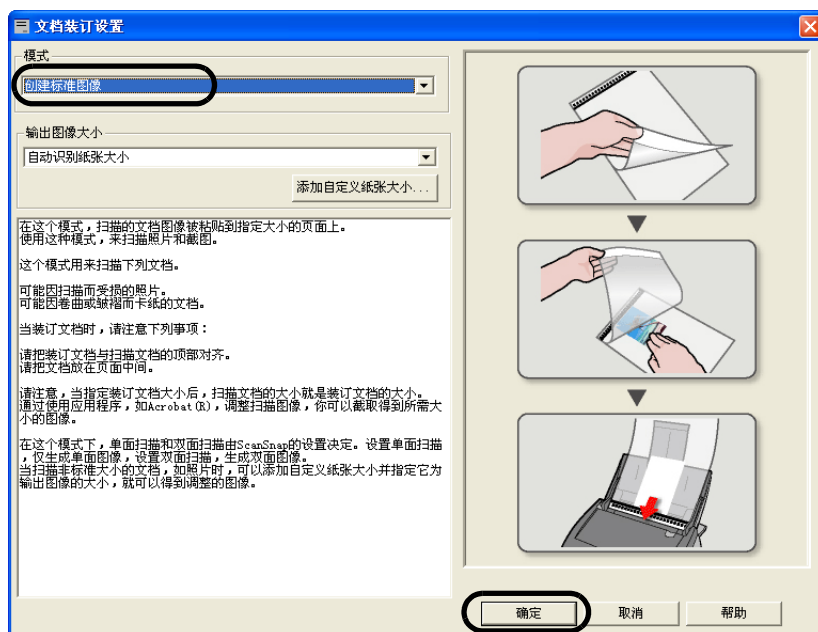 文档装订设置
模式
创建标准图像
输出图像大小
自动识别纸张大小
添加自定义纸张大小...
在这个模式，扫描的文档图像被粘贴到指定大小的页面上。
使用这种模式，来扫描照片和截图。
这个模式用来扫描下列文档。
可能因扫描而受损的照片。
可能因卷曲或皱褶而卡纸的文档。
当装订文档时，请注意下列事项：
请把装订文档与扫描文档的顶部对齐。
请把文档放在页面中间。
请注意，当指定装订文档大小后，扫描文档的大小就是装订文档的大小。
通过使用应用程序，如Acrobat(R)，调整扫描图像，你可以截取得到所需大
小的图像。
在这个模式下，单面扫描和双面扫描由ScanSnap的设置决定。设置单面扫描
，仅生成单面图像，设置双面扫描，生成双面图像。
当扫描非标准大小的文档，如照片时，可以添加自定义纸张大小并指定它为
输出图像的大小，就可以得到调整的图像。
确定
取消
帮助